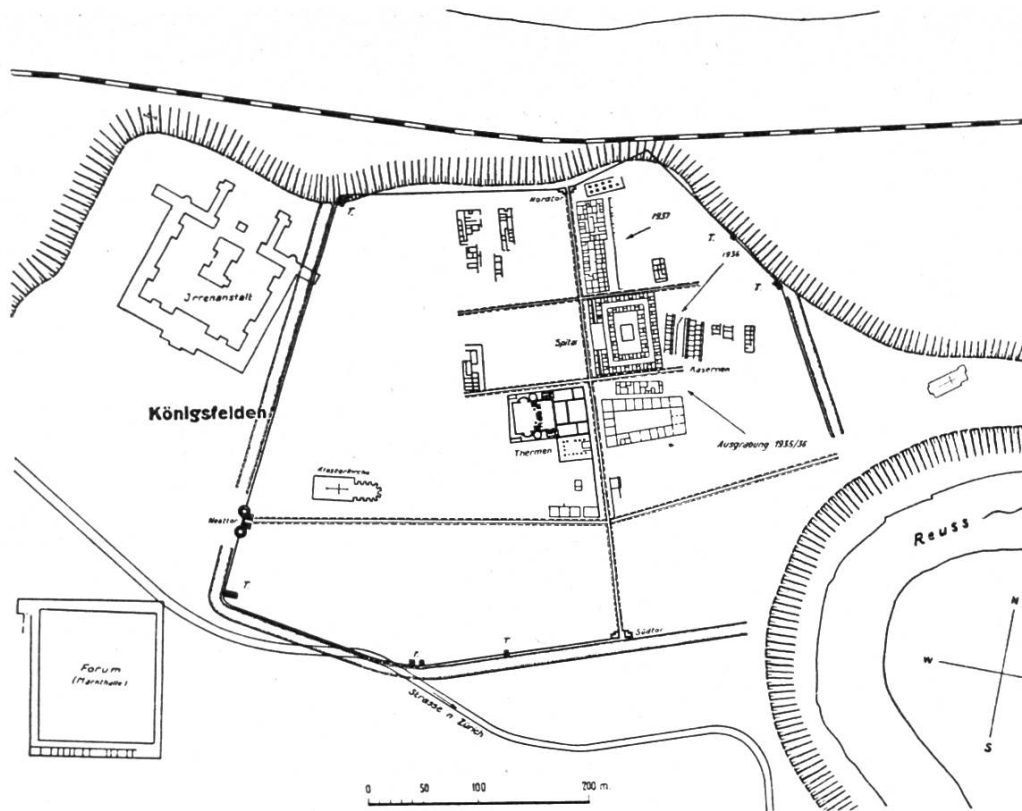 T.
Nordtor
1937
T.
1936
T.
Irrenanstalt
Spital
Kasernen
Königsfelden
Ausgrabung 1935/36
Thermen
Klosterkirche
Westtor
Reuss
T.
N
Südtor
T.
T.
W
Forum
(Markthalle)
Strasse n. Zürich
S
0 50 100 200 m.